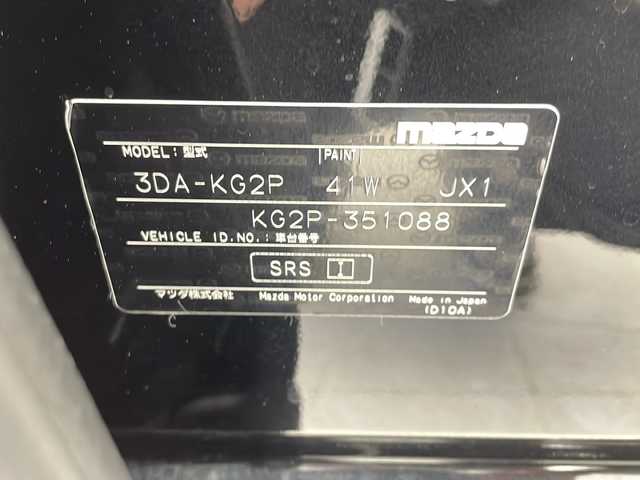 mazda
MODEL: 型式 PAINT
3DA-KG2P 41W JX1
KG2P-351088
VEHICLE ID.NO.: 車台番号
SRS I
マツダ株式会社 Mazda Motor Corporation Made in Japan
(D10A)